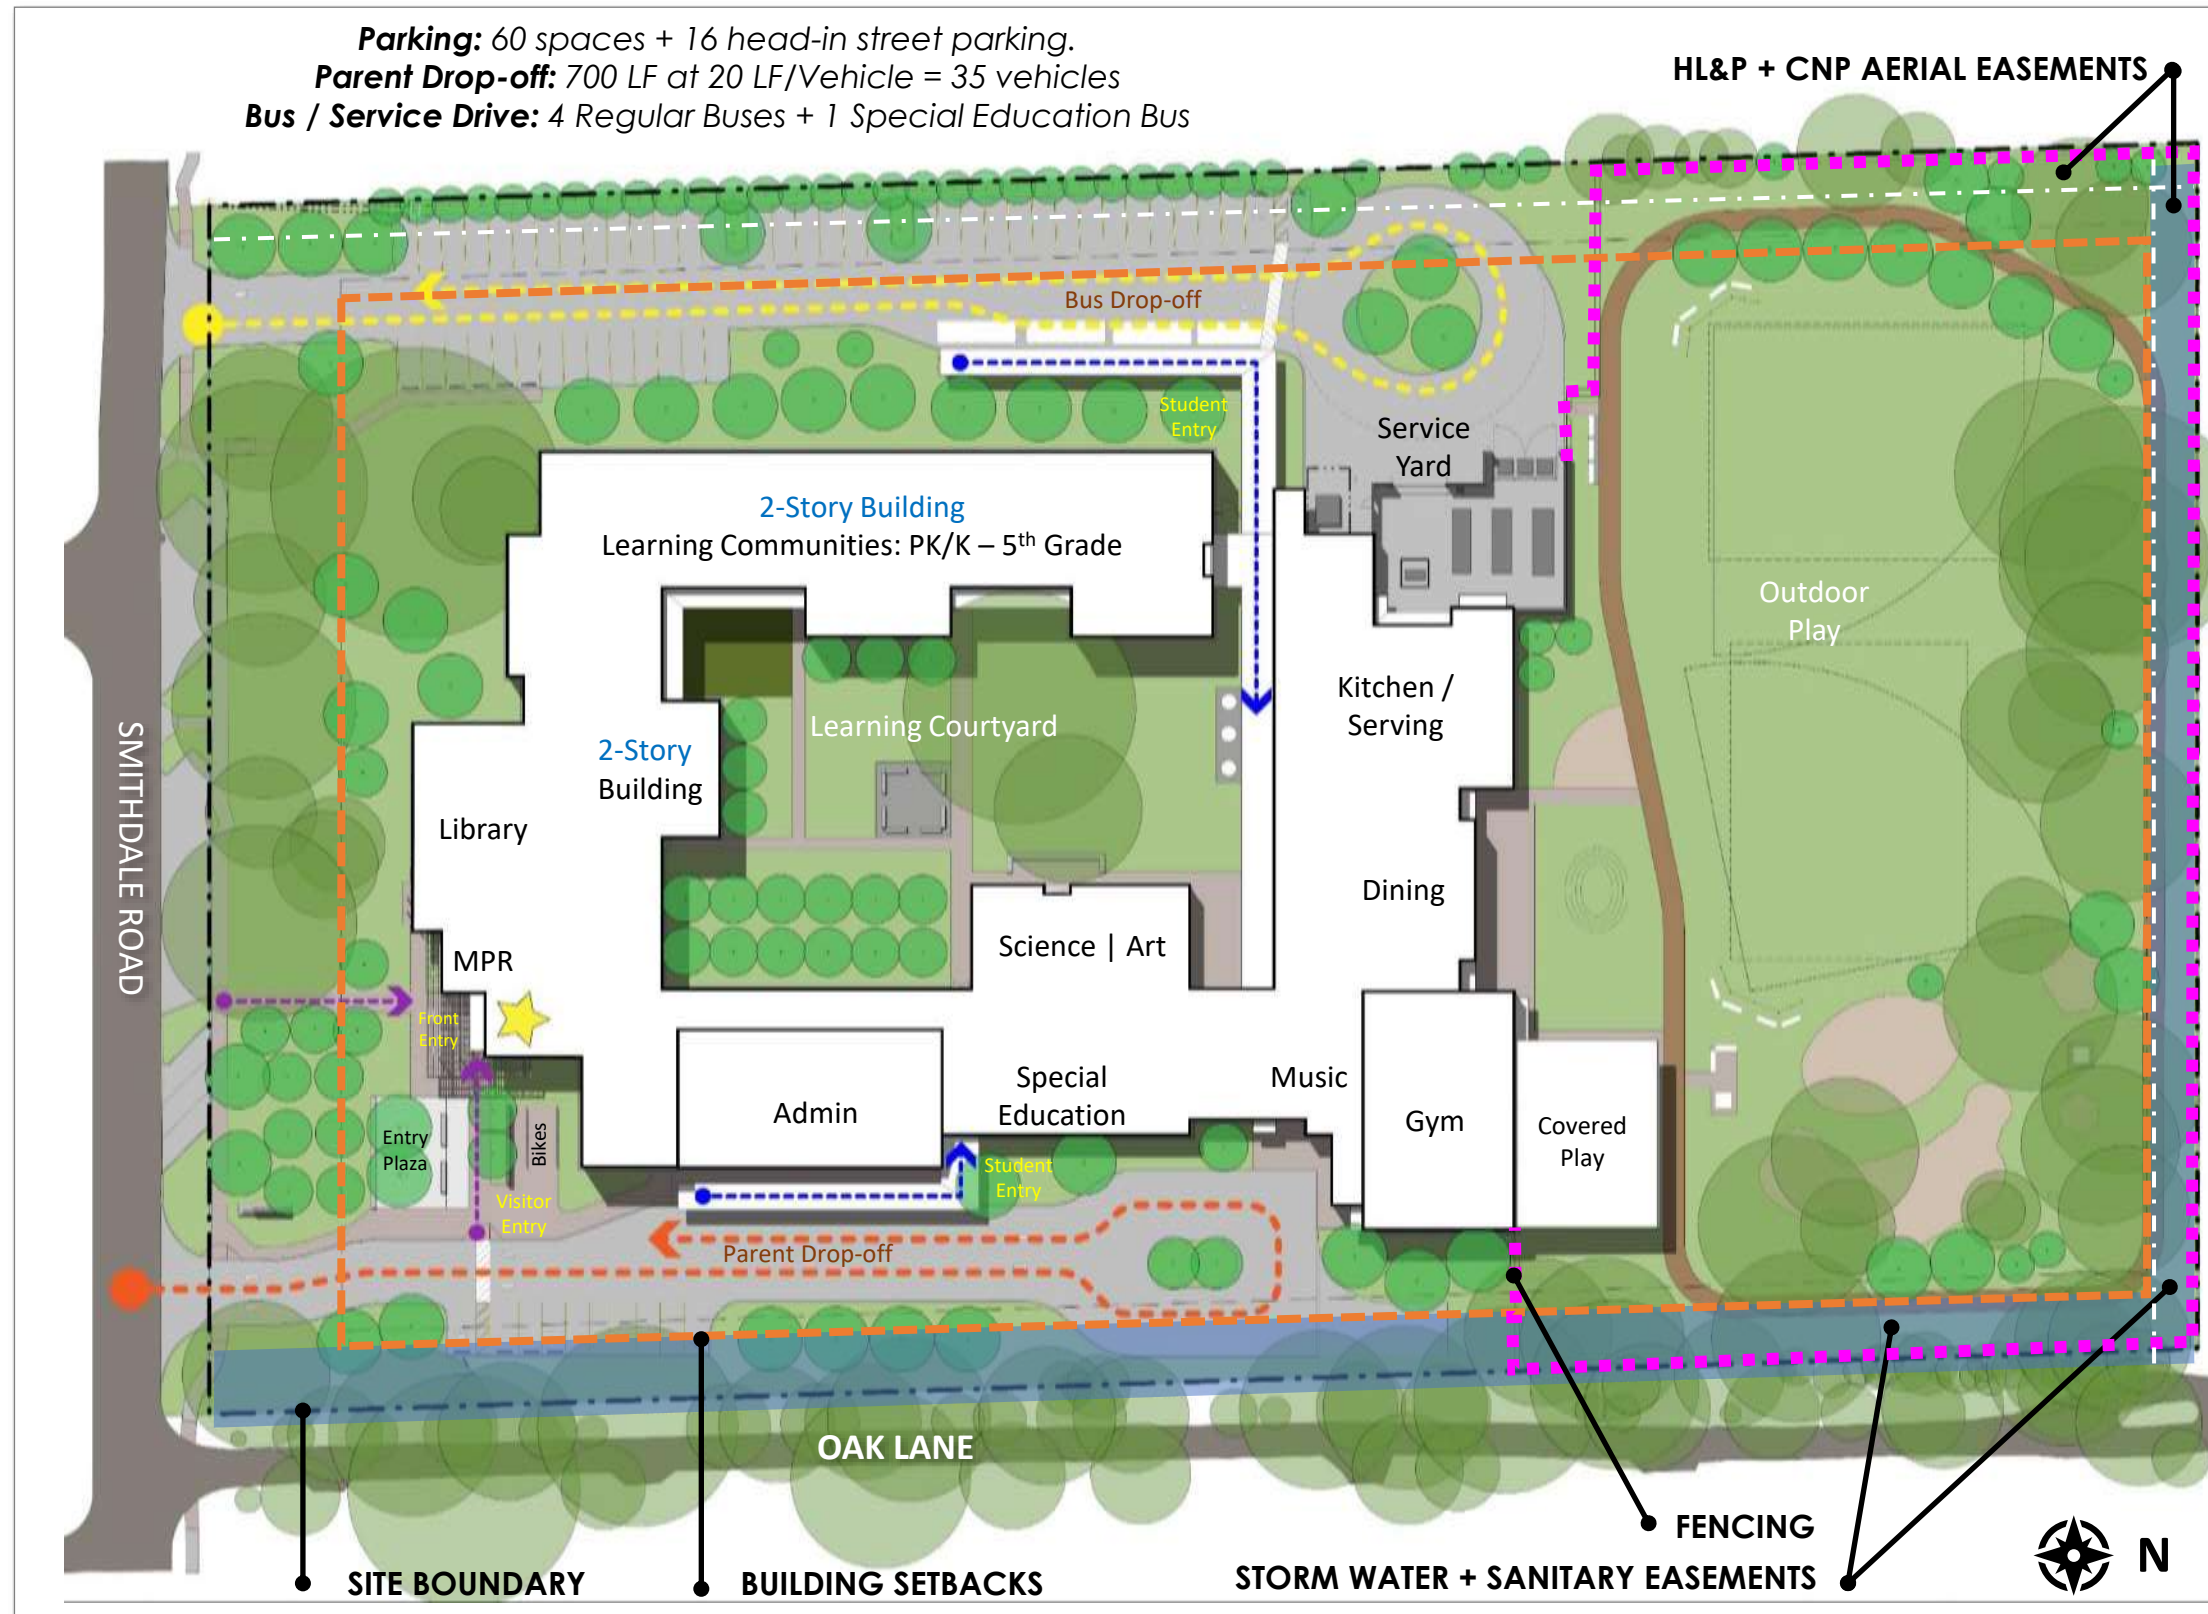 Parking: 60 spaces + 16 head-in street parking.
Parent Drop-off: 700 LF at 20 LF/Vehicle = 35 vehicles
Bus / Service Drive: 4 Regular Buses + 1 Special Education Bus
HL&P + CNP AERIAL EASEMENTS
Bus Drop-off
Student
Entry
Service
Yard
2-Story Building
Learning Communities: PK/K – 5th Grade
Outdoor
Play
Kitchen /
Serving
Learning Courtyard
2-Story
Building
SMITHDALE ROAD
Library
Dining
Science | Art
MPR
Front
Entry
Special
Education
Music
Admin
Gym
Covered
Play
Entry
Plaza
Bikes
Student
Entry
Visitor
Entry
Parent Drop-off
OAK LANE
FENCING
STORM WATER + SANITARY EASEMENTS
N
SITE BOUNDARY
BUILDING SETBACKS